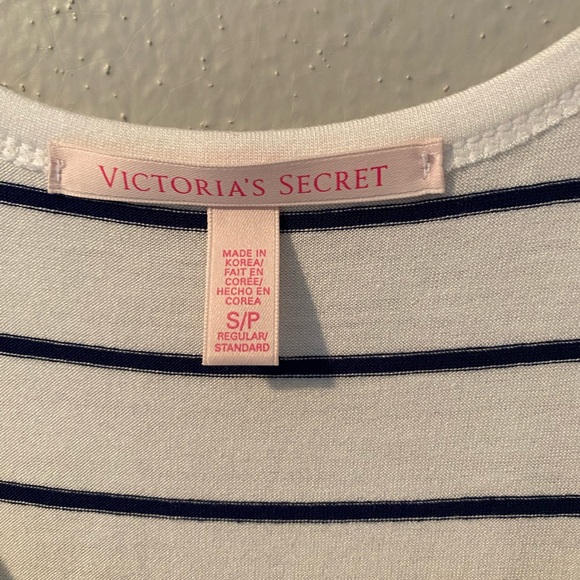 VICTORIA'S SECRET
MADE IN
KOREA/
FAIT EN
CORÉE/
HECHO EN
COREA
S/P
REGULAR/
STANDARD